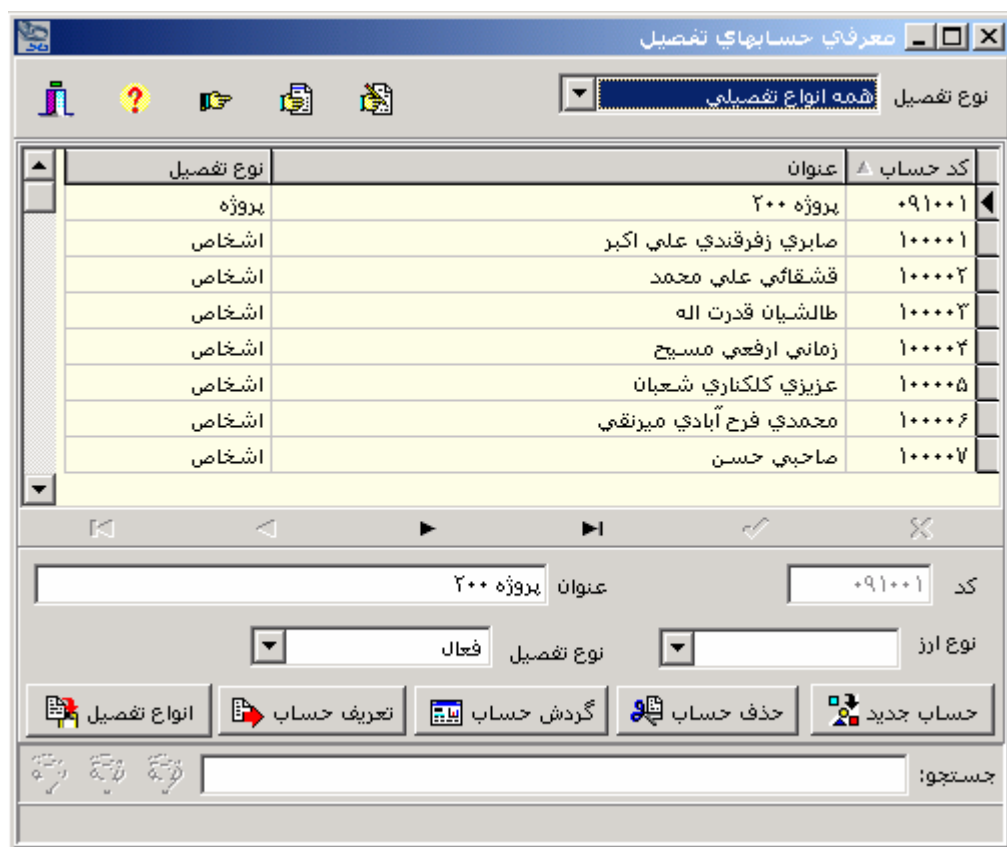 معرفي حسابهاي تفصيل
نوع تفصيل همه انواع تفصيلي
کد حساب عنوان نوع تفصيل
۰۹۱۰۰۱ پروژه ۲۰۰ پروژه
۱۰۰۰۰۱ صابري زفرقندي علي اکبر اشخاص
۱۰۰۰۰۲ قشقائي علي محمد اشخاص
۱۰۰۰۰۳ طالشيان قدرت اله اشخاص
۱۰۰۰۰۴ زماني ارفعي مسيح اشخاص
۱۰۰۰۰۵ عزيزي کلکناري شعبان اشخاص
۱۰۰۰۰۶ محمدي فرح آبادي ميرنقي اشخاص
۱۰۰۰۰۷ صاحبي حسن اشخاص
کد ۰۹۱۰۰۱ عنوان پروژه ۲۰۰
نوع ارز نوع تفصيل فعال
حساب جديد حذف حساب گردش حساب تعريف حساب انواع تفصيل
جستجو: